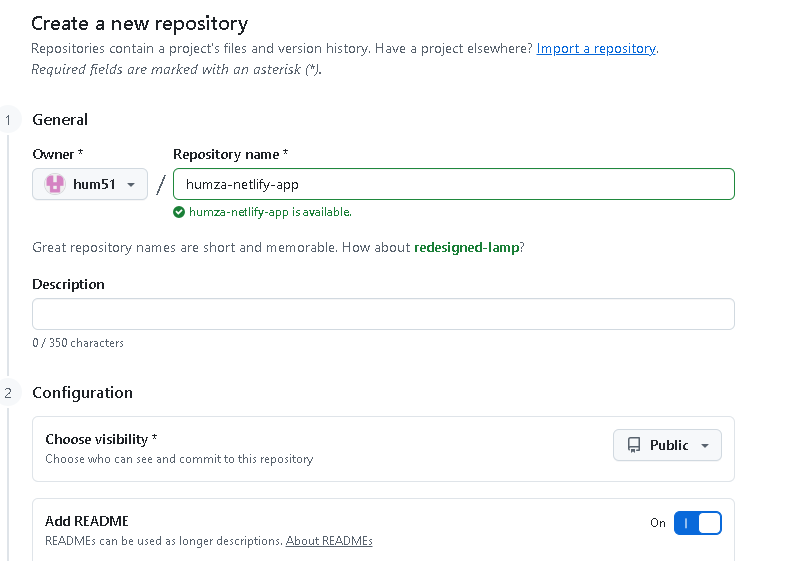 Create a new repository
Repositories contain a project's files and version history. Have a project elsewhere? Import a repository.
Required fields are marked with an asterisk (*).
1 General
Owner * Repository name *
hum51 / humza-netlify-app
humza-netlify-app is available.
Great repository names are short and memorable. How about redesigned-lamp?
Description
0 / 350 characters
2 Configuration
Choose visibility * Public
Choose who can see and commit to this repository
Add README On
READMEs can be used as longer descriptions. About READMEs